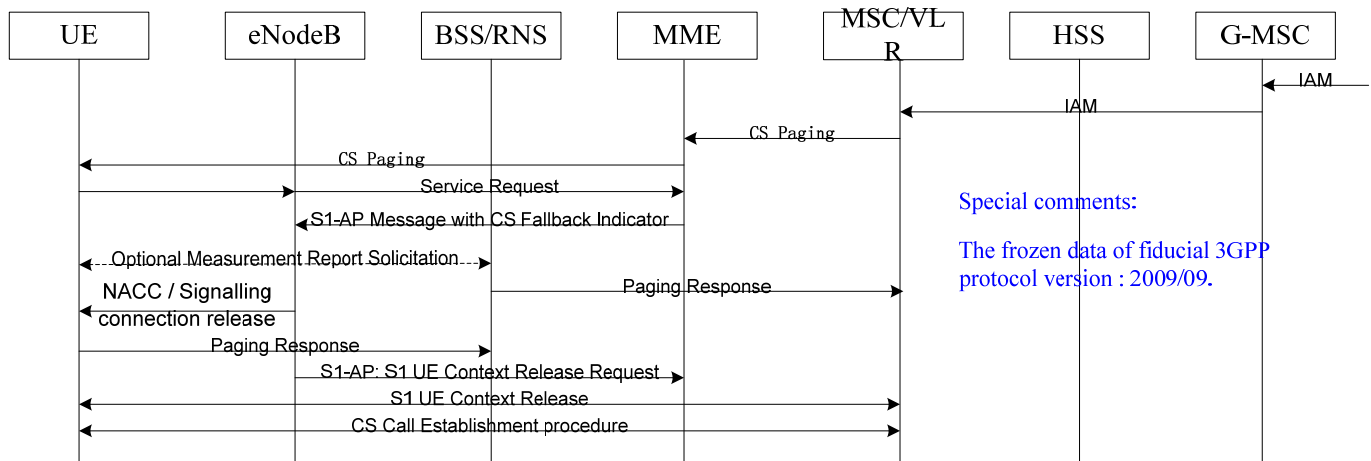 UE
eNodeB
BSS/RNS
MME
MSC/VL
R
HSS
G-MSC
IAM
IAM
CS Paging
CS Paging
Service Request
S1-AP Message with CS Fallback Indicator
Special comments:
The frozen data of fiducial 3GPP
protocol version : 2009/09.
Optional Measurement Report Solicitation
Paging Response
NACC / Signalling
connection release
Paging Response
S1-AP: S1 UE Context Release Request
S1 UE Context Release
CS Call Establishment procedure